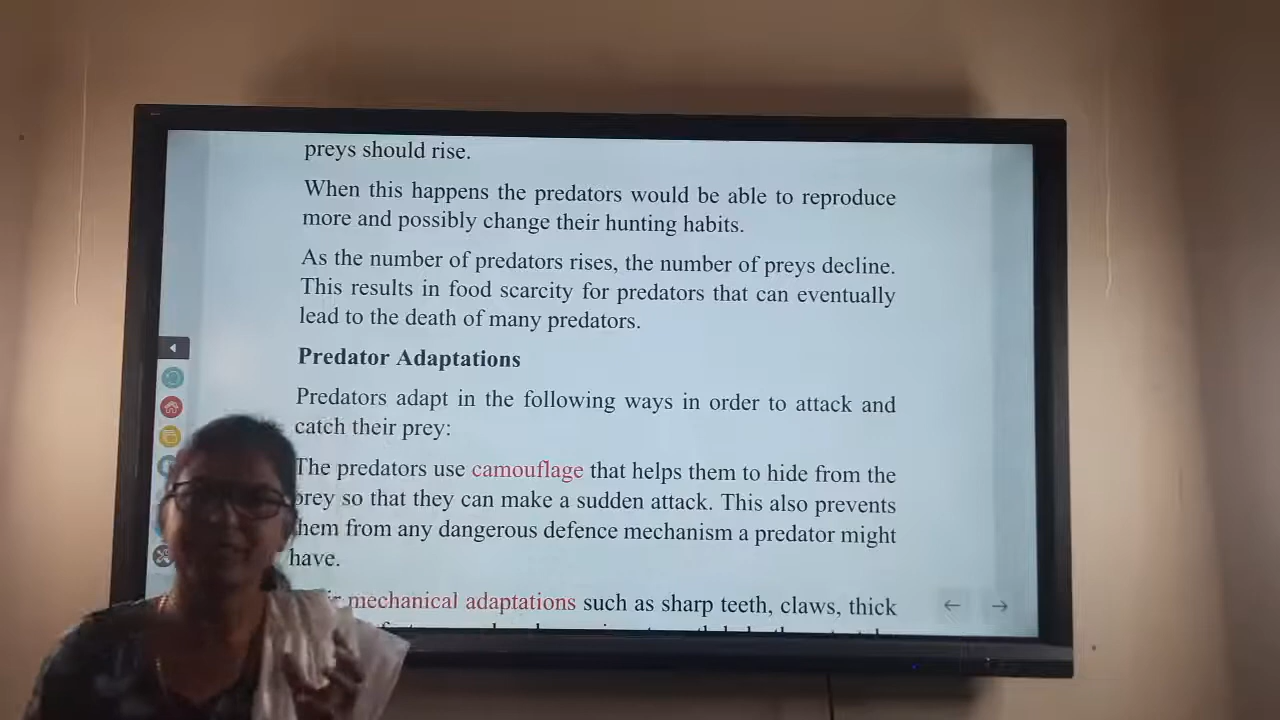 preys should rise.
When this happens the predators would be able to reproduce
more and possibly change their hunting habits.
As the number of predators rises, the number of preys decline.
This results in food scarcity for predators that can eventually
lead to the death of many predators.
Predator Adaptations
Predators adapt in the following ways in order to attack and
catch their prey:
The predators use camouflage that helps them to hide from the
prey so that they can make a sudden attack. This also prevents
them from any dangerous defence mechanism a predator might
have.
mechanical adaptations such as sharp teeth, claws, thick